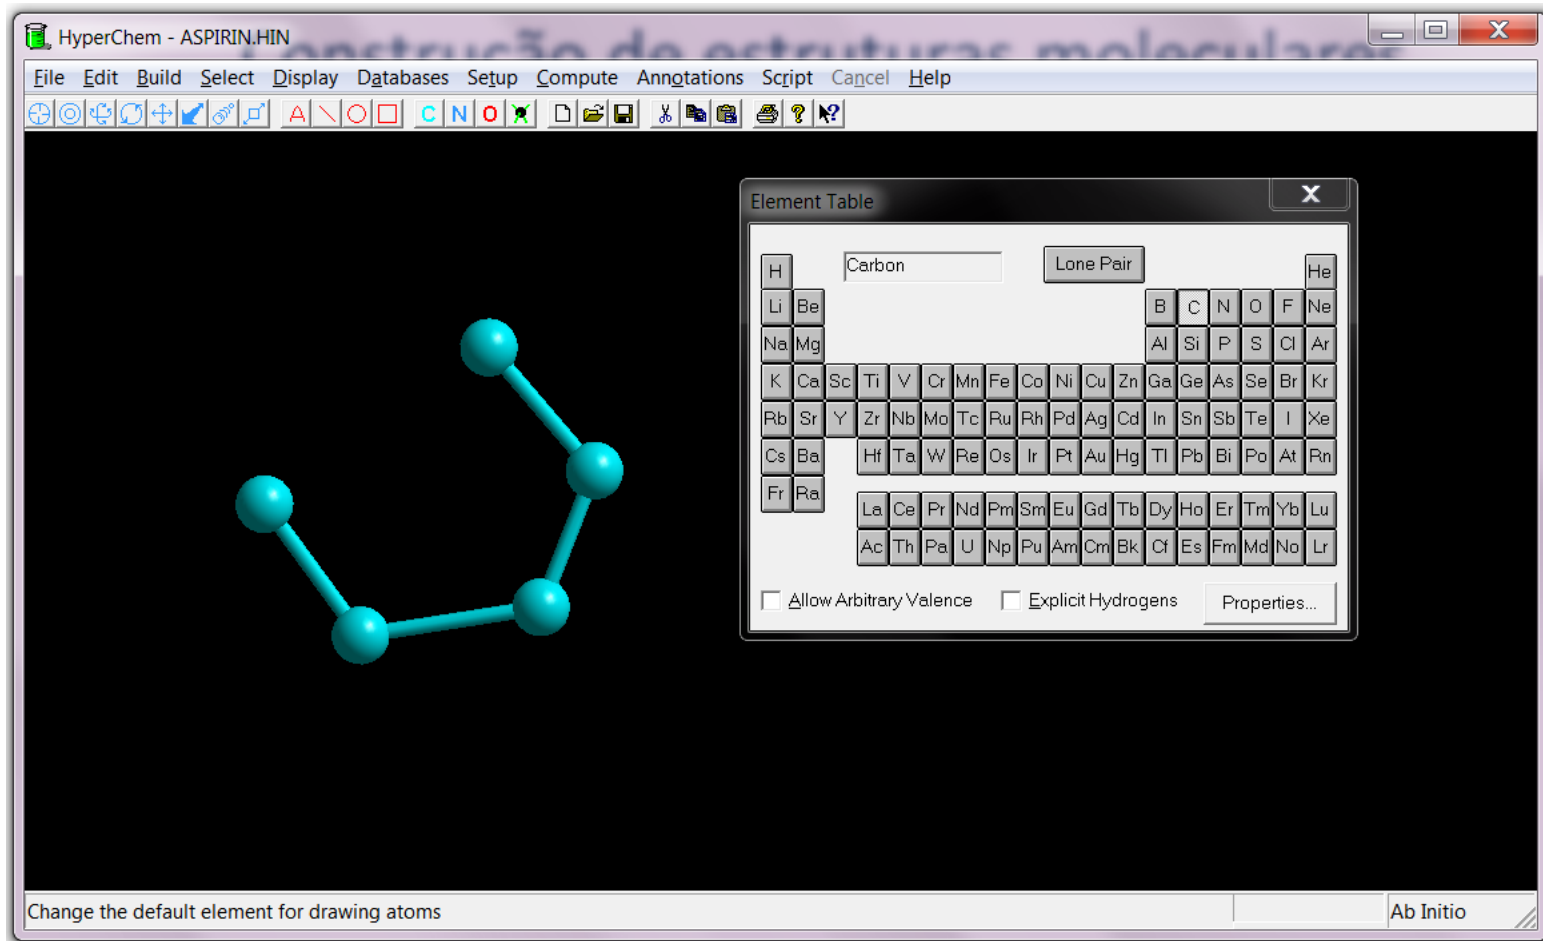 Construção de estruturas moleculares
HyperChem - ASPIRIN.HIN
File Edit Build Select Display Databases Setup Compute Annotations Script Cancel Help
A C N O
Element Table X
Carbon Lone Pair
H He
Li Be B C N O F Ne
Na Mg Al Si P S Cl Ar
K Ca Sc Ti V Cr Mn Fe Co Ni Cu Zn Ga Ge As Se Br Kr
Rb Sr Y Zr Nb Mo Tc Ru Rh Pd Ag Cd In Sn Sb Te I Xe
Cs Ba Hf Ta W Re Os Ir Pt Au Hg Tl Pb Bi Po At Rn
Fr Ra
La Ce Pr Nd Pm Sm Eu Gd Tb Dy Ho Er Tm Yb Lu
Ac Th Pa U Np Pu Am Cm Bk Cf Es Fm Md No Lr
Allow Arbitrary Valence Explicit Hydrogens Properties...
Change the default element for drawing atoms Ab Initio